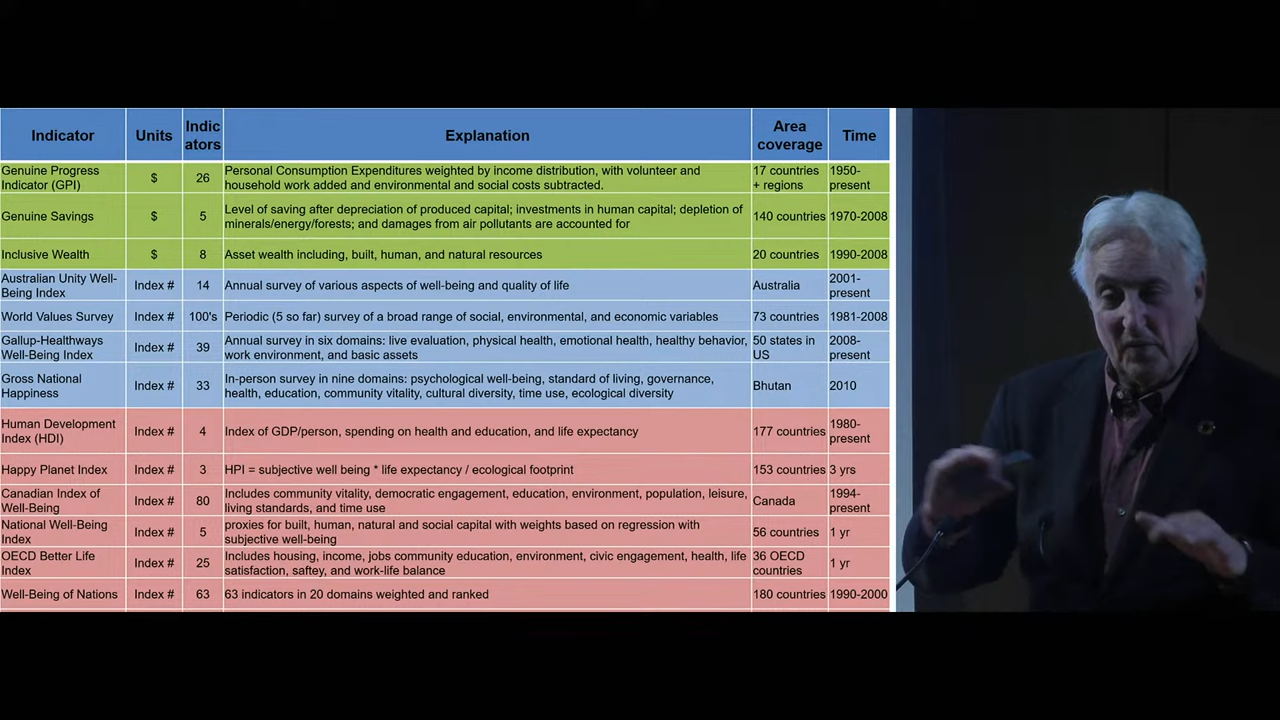 Indicator Units Indic ators Explanation Area coverage Time
Genuine Progress Indicator (GPI) $ 26 Personal Consumption Expenditures weighted by income distribution, with volunteer and household work added and environmental and social costs subtracted. 17 countries + regions 1950-present
Genuine Savings $ 5 Level of saving after depreciation of produced capital; investments in human capital; depletion of minerals/energy/forests; and damages from air pollutants are accounted for 140 countries 1970-2008
Inclusive Wealth $ 8 Asset wealth including, built, human, and natural resources 20 countries 1990-2008
Australian Unity Well-Being Index Index # 14 Annual survey of various aspects of well-being and quality of life Australia 2001-present
World Values Survey Index # 100's Periodic (5 so far) survey of a broad range of social, environmental, and economic variables 73 countries 1981-2008
Gallup-Healthways Well-Being Index Index # 39 Annual survey in six domains: live evaluation, physical health, emotional health, healthy behavior, work environment, and basic assets 50 states in US 2008-present
Gross National Happiness Index # 33 In-person survey in nine domains: psychological well-being, standard of living, governance, health, education, community vitality, cultural diversity, time use, ecological diversity Bhutan 2010
Human Development Index (HDI) Index # 4 Index of GDP/person, spending on health and education, and life expectancy 177 countries 1980-present
Happy Planet Index Index # 3 HPI = subjective well being * life expectancy / ecological footprint 153 countries 3 yrs
Canadian Index of Well-Being Index # 80 Includes community vitality, democratic engagement, education, environment, population, leisure, living standards, and time use Canada 1994-present
National Well-Being Index Index # 5 proxies for built, human, natural and social capital with weights based on regression with subjective well-being 56 countries 1 yr
OECD Better Life Index Index # 25 Includes housing, income, jobs community education, environment, civic engagement, health, life satisfaction, saftey, and work-life balance 36 OECD countries 1 yr
Well-Being of Nations Index # 63 63 indicators in 20 domains weighted and ranked 180 countries 1990-2000